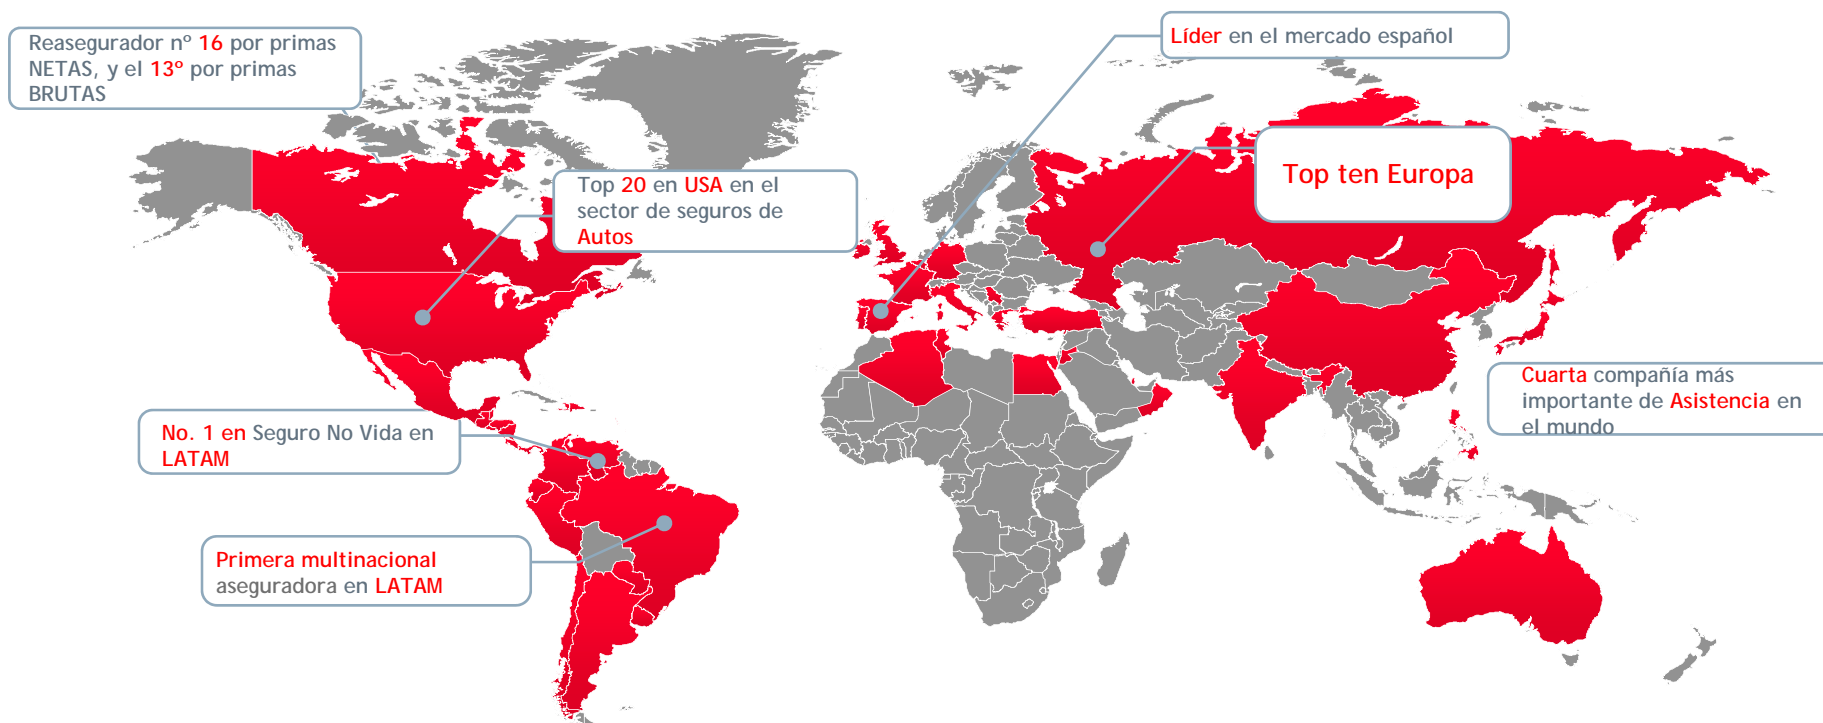 Reasegurador nº 16 por primas
NETAS, y el 13º por primas
BRUTAS
Líder en el mercado español
Top ten Europa
Top 20 en USA en el
sector de seguros de
Autos
Cuarta compañía más
importante de Asistencia en
el mundo
No. 1 en Seguro No Vida en
LATAM
Primera multinacional
aseguradora en LATAM